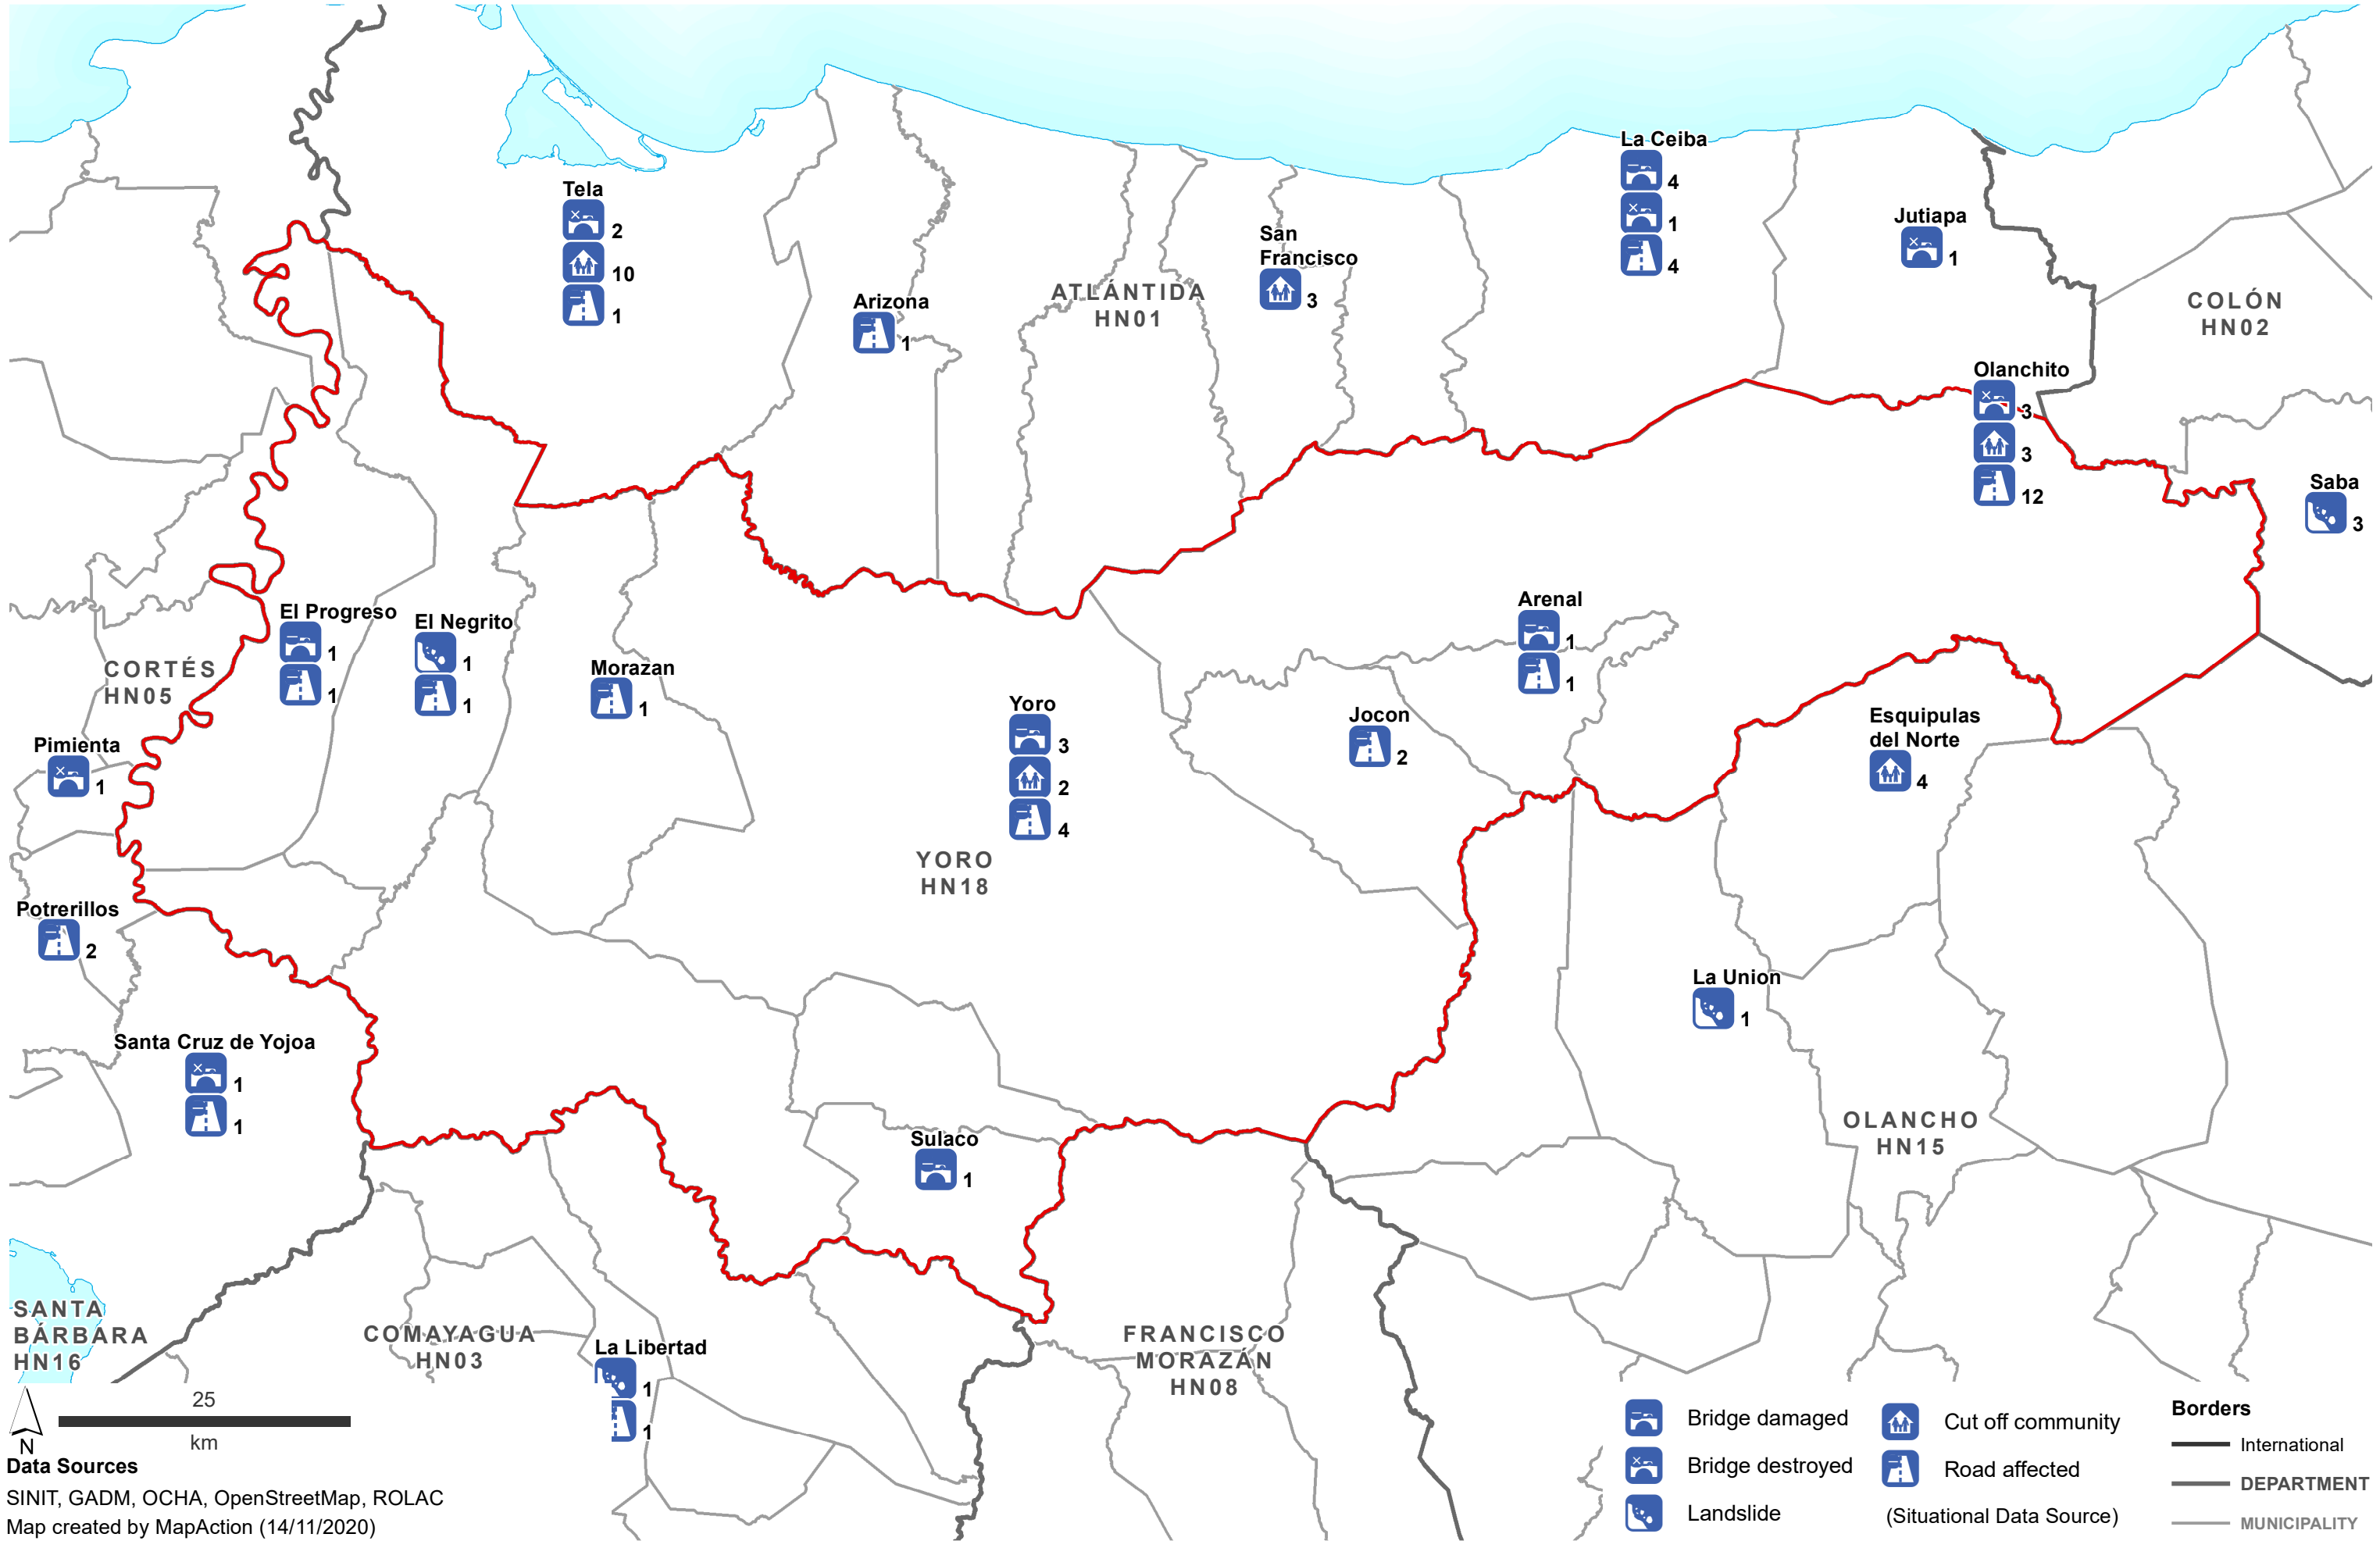 La Ceiba
4
1
4
Tela
2
10
1
Jutiapa
1
San
Francisco
3
ATLÁNTIDA
HN01
Arizona
1
COLÓN
HN02
Olanchito
3
3
12
Saba
3
El Progreso
1
1
El Negrito
1
1
Arenal
1
1
CORTÉS
HN05
Morazan
1
Yoro
3
2
4
Jocon
2
Esquipulas
del Norte
4
Pimienta
1
YORO
HN18
Potrerillos
2
La Union
1
Santa Cruz de Yojoa
1
1
Sulaco
1
OLANCHO
HN15
SANTA
BÁRBARA
HN16
COMAYAGUA
HN03
La Libertad
1
1
FRANCISCO
MORAZÁN
HN08
25
km
N
Data Sources
SINIT, GADM, OCHA, OpenStreetMap, ROLAC
Map created by MapAction (14/11/2020)
Bridge damaged
Bridge destroyed
Landslide
Cut off community
Road affected
(Situational Data Source)
Borders
International
DEPARTMENT
MUNICIPALITY